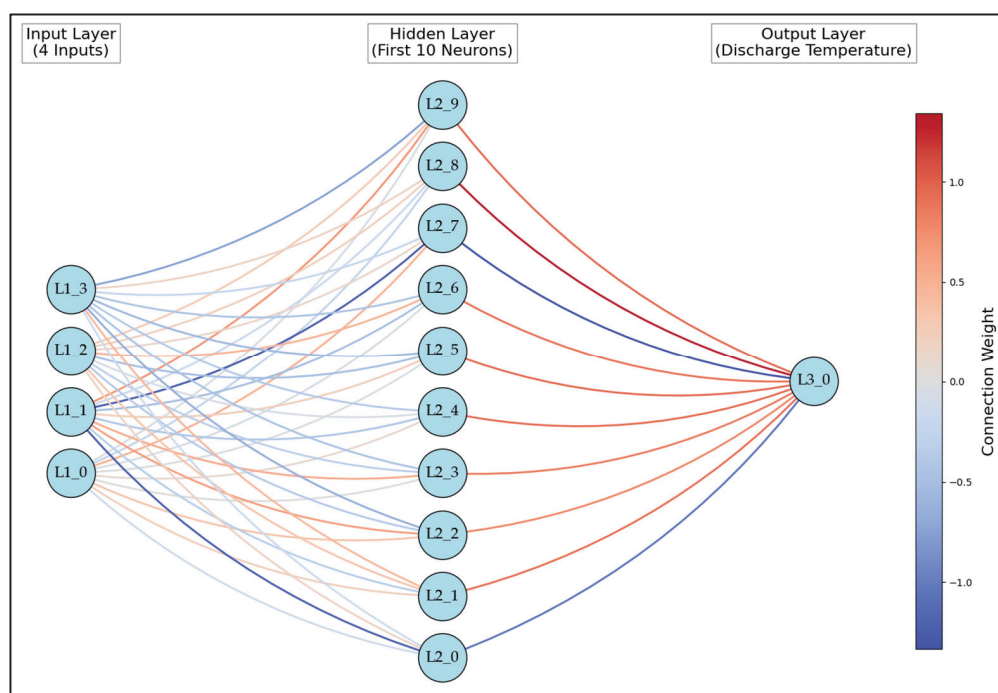 Input Layer
(4 Inputs)
Hidden Layer
(First 10 Neurons)
Output Layer
(Discharge Temperature)
L2_9
L2_8
L2_7
L2_6
L2_5
L2_4
L2_3
L2_2
L2_1
L2_0
L1_3
L1_2
L1_1
L1_0
L3_0
1.0
0.5
0.0
−0.5
−1.0
Connection Weight